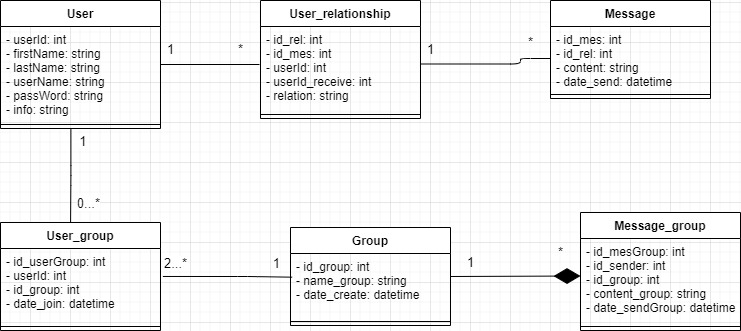 User
- userId: int
- firstName: string
- lastName: string
- userName: string
- passWord: string
- info: string
1
*
User_relationship
- id_rel: int
- id_mes: int
- userId: int
- userId_receive: int
- relation: string
1
*
Message
- id_mes: int
- id_rel: int
- content: string
- date_send: datetime
1
0...*
User_group
- id_userGroup: int
- userId: int
- id_group: int
- date_join: datetime
2...*
1
Group
- id_group: int
- name_group: string
- date_create: datetime
1
*
Message_group
- id_mesGroup: int
- id_sender: int
- id_group: int
- content_group: string
- date_sendGroup: datetime